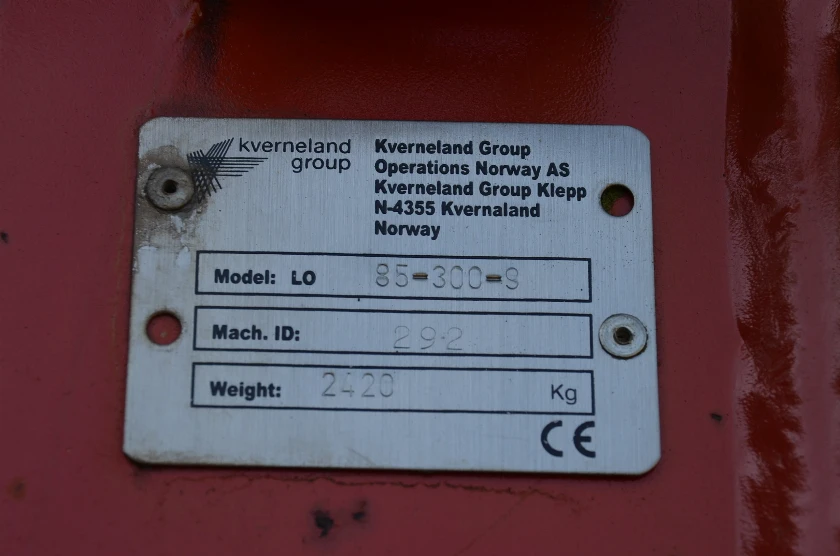 kverneland
group
Kverneland Group
Operations Norway AS
Kverneland Group Klepp
N-4355 Kvernaland
Norway
Model: LO 85-300-S
Mach. ID: 292
Weight: 2420 Kg
CE